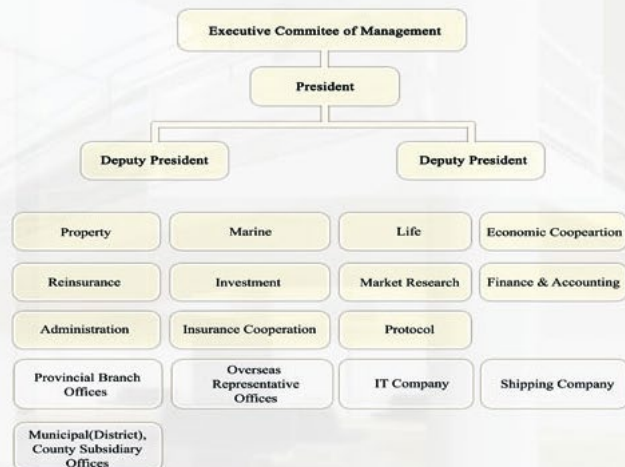 Executive Commitee of Management
President
Deputy President
Deputy President
Property
Marine
Life
Economic Coopeartion
Reinsurance
Investment
Market Research
Finance & Accounting
Administration
Insurance Cooperation
Protocol
Provincial Branch
Offices
Overseas
Representative
Offices
IT Company
Shipping Company
Municipal(District),
County Subsidiary
Offices